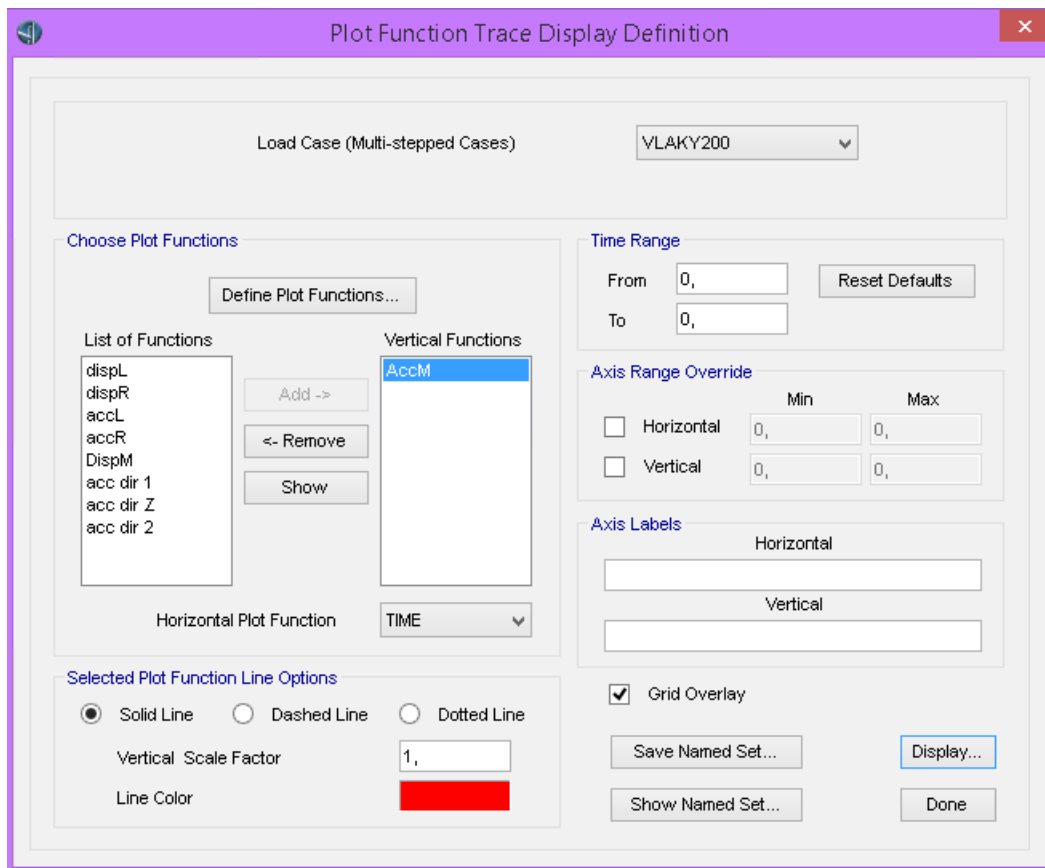 Plot Function Trace Display Definition
Load Case (Multi-stepped Cases) VLAKY200
Choose Plot Functions
Define Plot Functions...
List of Functions
dispL
dispR
accL
accR
DispM
acc dir 1
acc dir Z
acc dir 2
Add ->
<- Remove
Show
Vertical Functions
AccM
Horizontal Plot Function TIME
Selected Plot Function Line Options
Solid Line Dashed Line Dotted Line
Vertical Scale Factor 1,
Line Color
Time Range
From 0, Reset Defaults
To 0,
Axis Range Override
Min Max
Horizontal 0, 0,
Vertical 0, 0,
Axis Labels
Horizontal
Vertical
Grid Overlay
Save Named Set... Display...
Show Named Set... Done